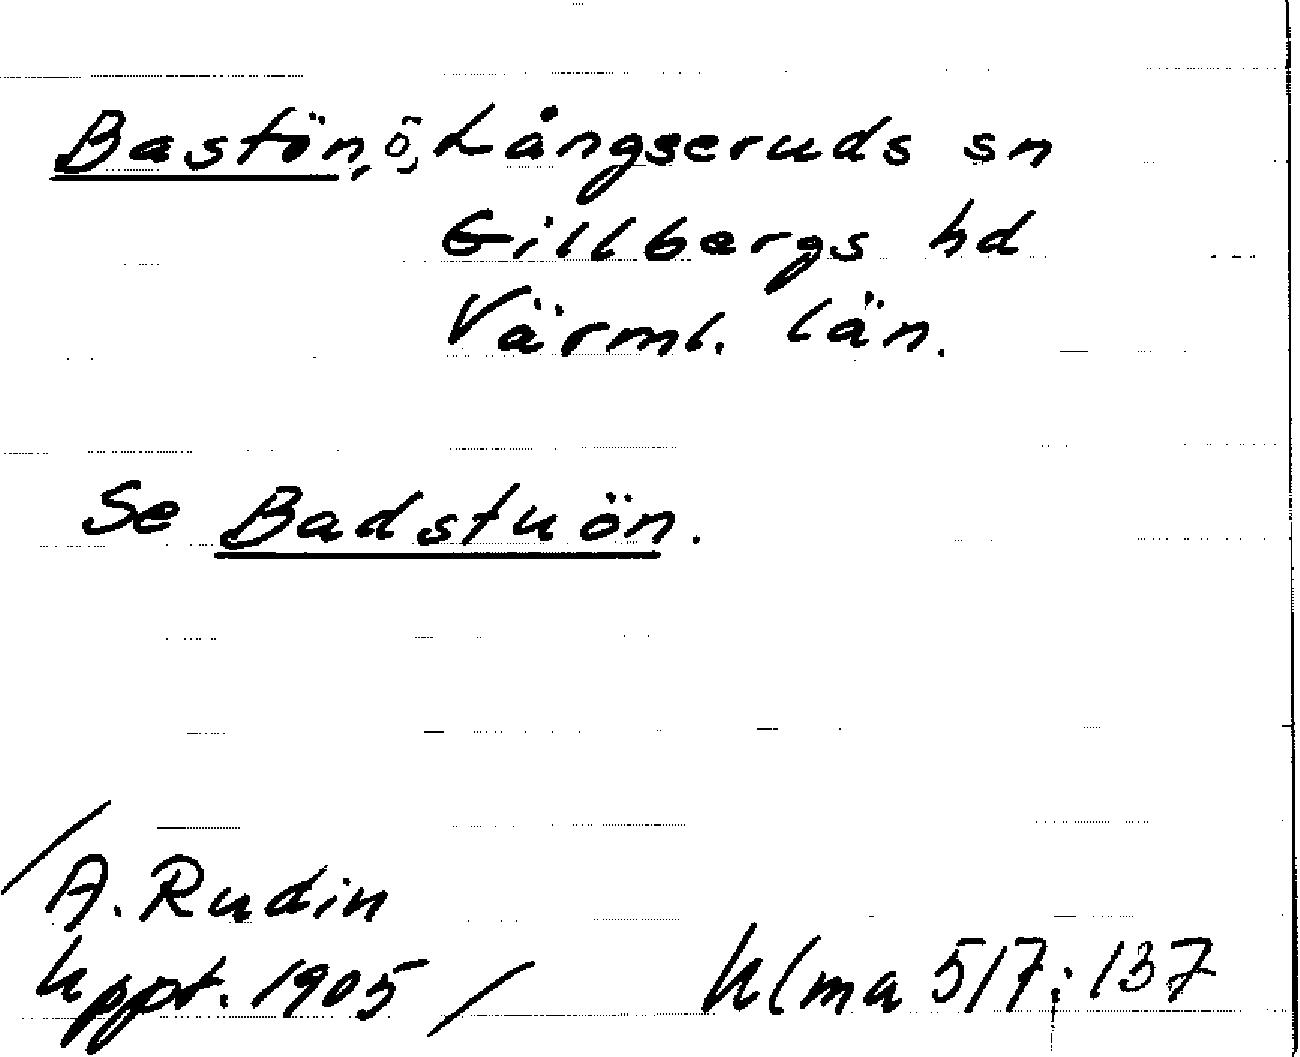 Bastön, ö, Långseruds sn
Gillbergs hd
Värml. län.
Se Badstuön.
/A. Rudin
uppt. 1905/
Ulma 517:137